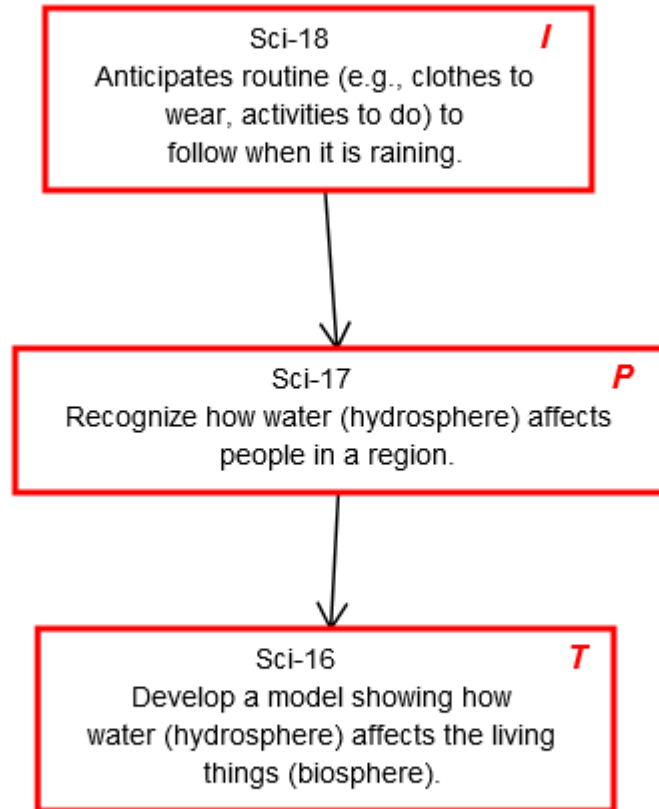 Sci-18 I
Anticipates routine (e.g., clothes to
wear, activities to do) to
follow when it is raining.
Sci-17 P
Recognize how water (hydrosphere) affects
people in a region.
Sci-16 T
Develop a model showing how
water (hydrosphere) affects the living
things (biosphere).